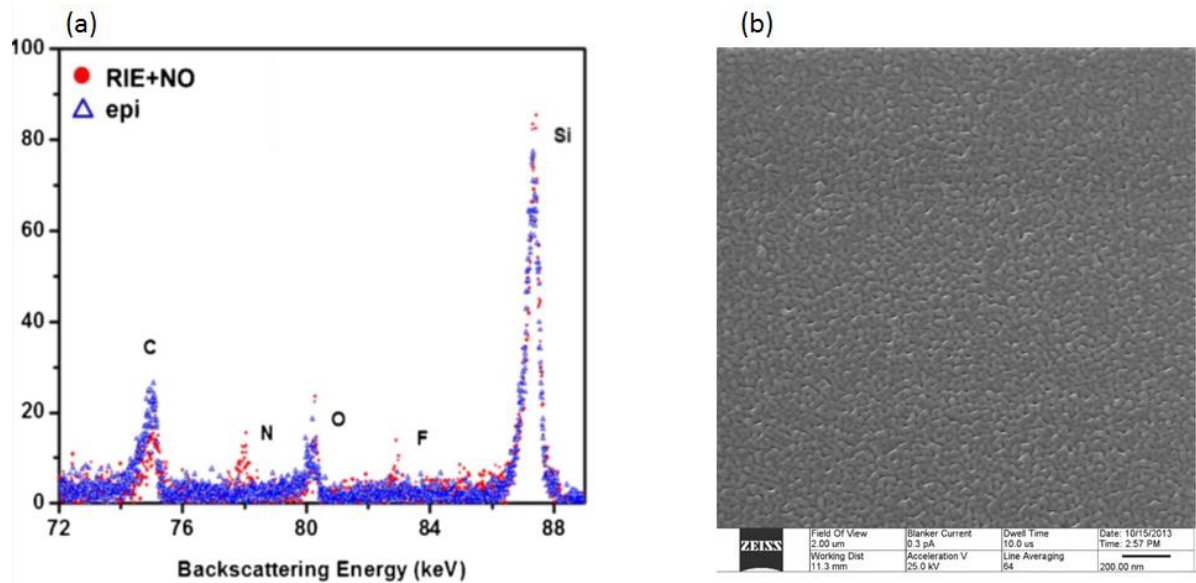 (a)
(b)
100
80
60
40
20
0
RIE+NO
epi
C
N
O
F
Si
72 76 80 84 88
Backscattering Energy (keV)
ZEISS
Field Of View
2.00 um
Working Dist
11.3 mm
Blanker Current
0.3 pA
Acceleration V
25.0 kV
Dwell Time
10.0 us
Line Averaging
64
Date: 10/15/2013
Time: 2:57 PM
200.00 nm